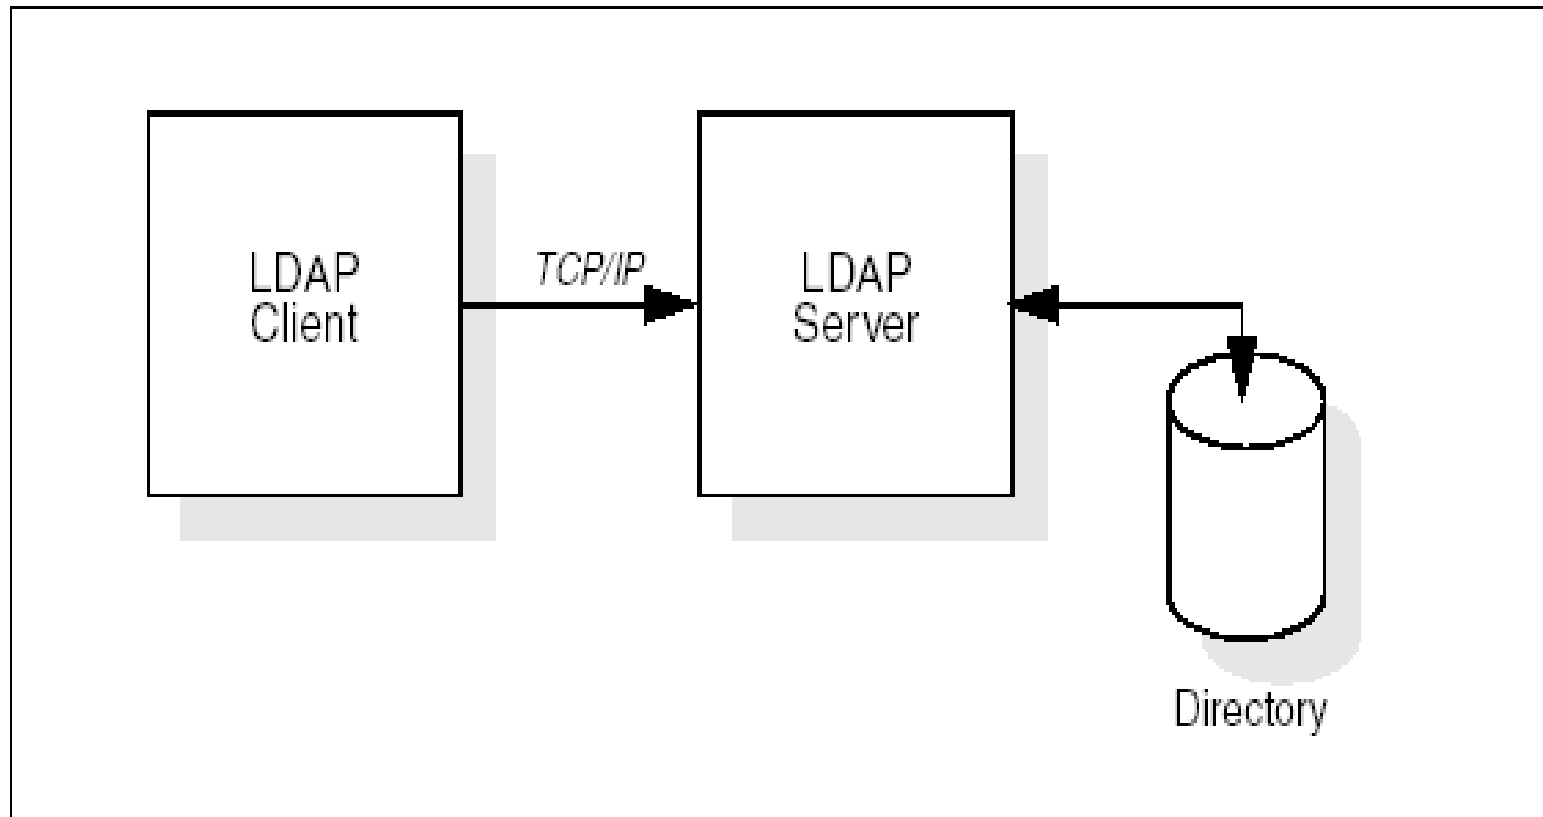 LDAP
Client
TCP/IP
LDAP
Server
Directory